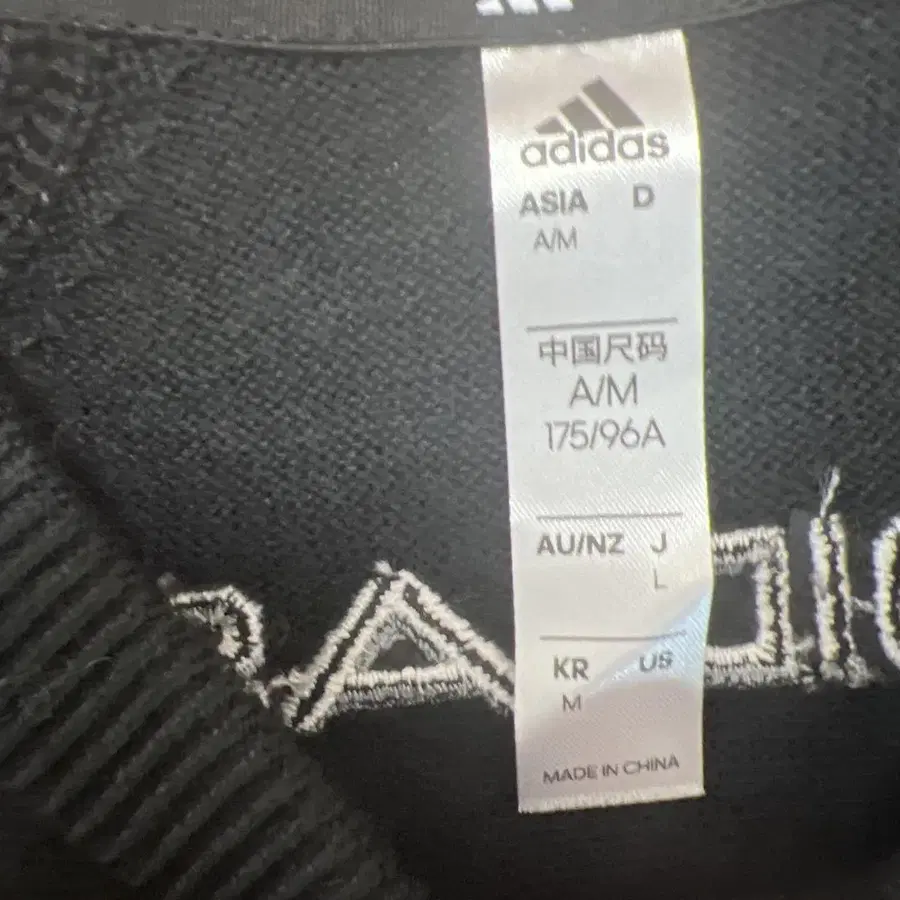 adidas
ASIA D
A/M
中国尺码
A/M
175/96A
AU/NZ J
L
KR US
M
MADE IN CHINA